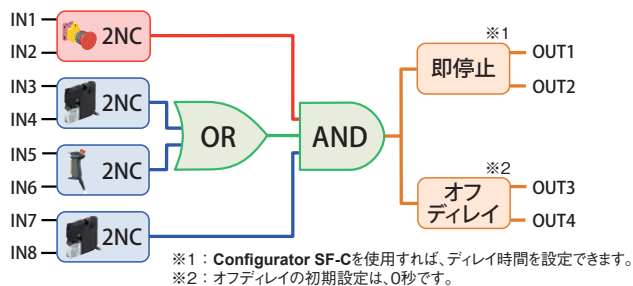 IN1
IN2
2NC
IN3
IN4
2NC
IN5
IN6
2NC
IN7
IN8
2NC
OR
AND
※1
即停止
OUT1
OUT2
※2
オフ
ディレイ
OUT3
OUT4
※1：Configurator SF-Cを使用すれば、ディレイ時間を設定できます。
※2：オフディレイの初期設定は、0秒です。